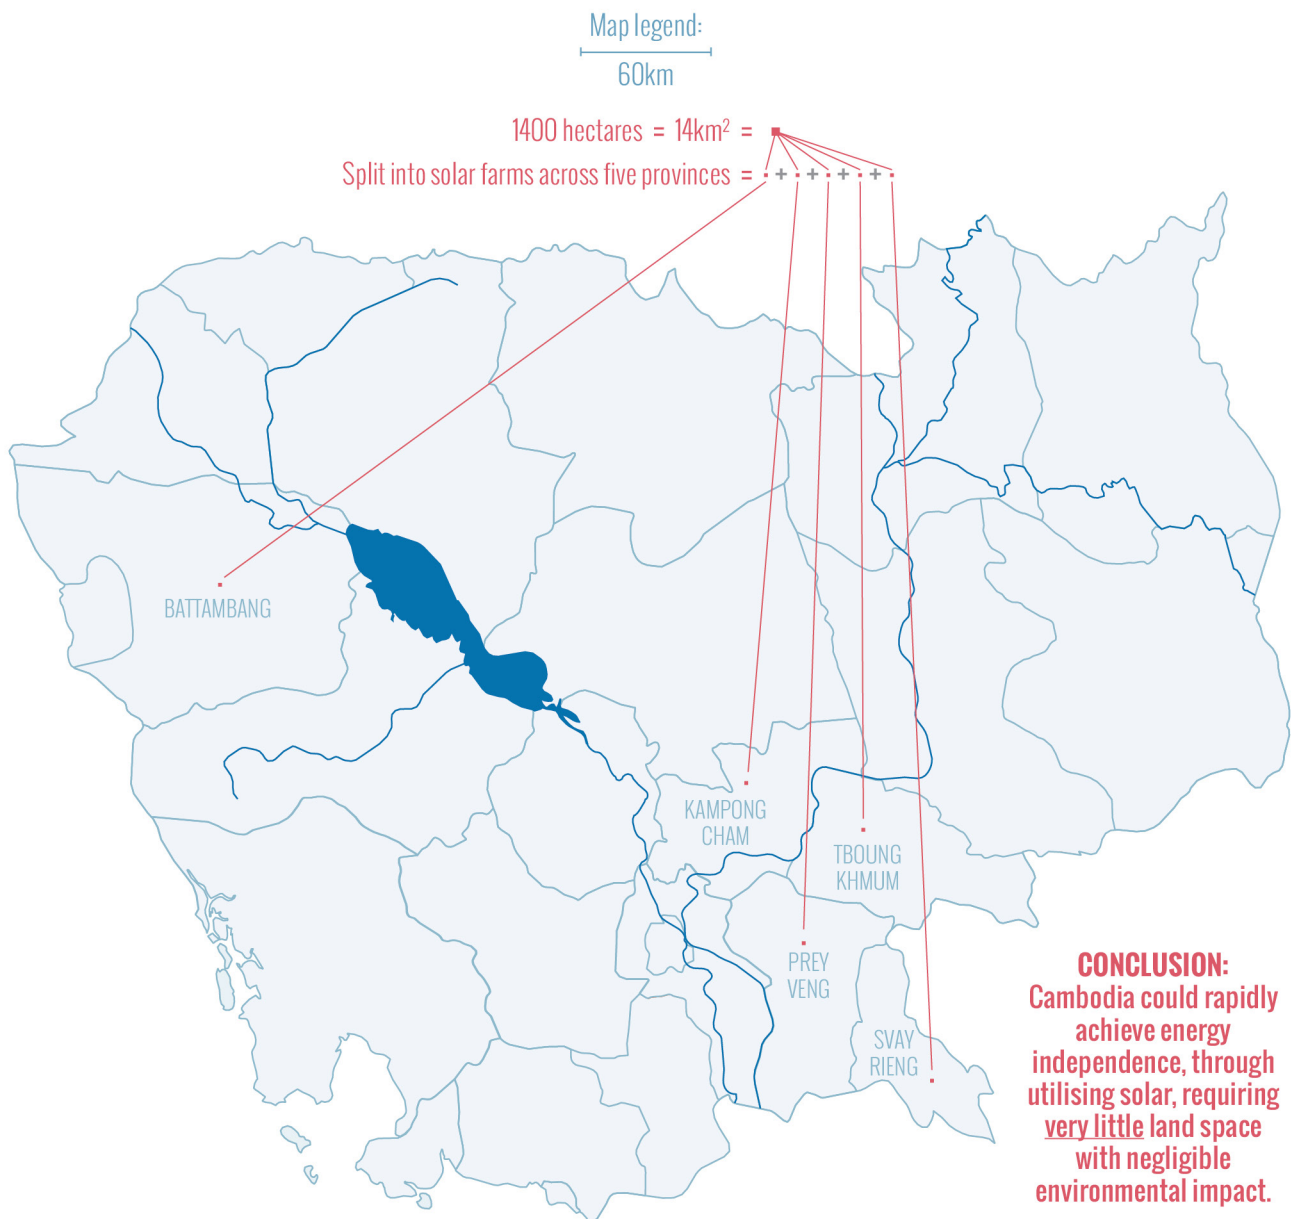 Map legend:
60km
1400 hectares = 14km² =
Split into solar farms across five provinces = + + + +
BATTAMBANG
KAMPONG
CHAM
TBOUNG
KHMUM
PREY
VENG
SVAY
RIENG
CONCLUSION:
Cambodia could rapidly
achieve energy
independence, through
utilising solar, requiring
very little land space
with negligible
environmental impact.